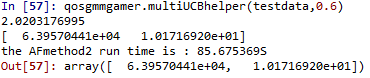 In [57]: qosgmmgamer.multiUCBhelper(testdata,0.6)
2.0203176995
[  6.39570441e+04   1.01716920e+01]
the AFmethod2 run time is : 85.675369S
Out[57]: array([  6.39570441e+04,   1.01716920e+01])